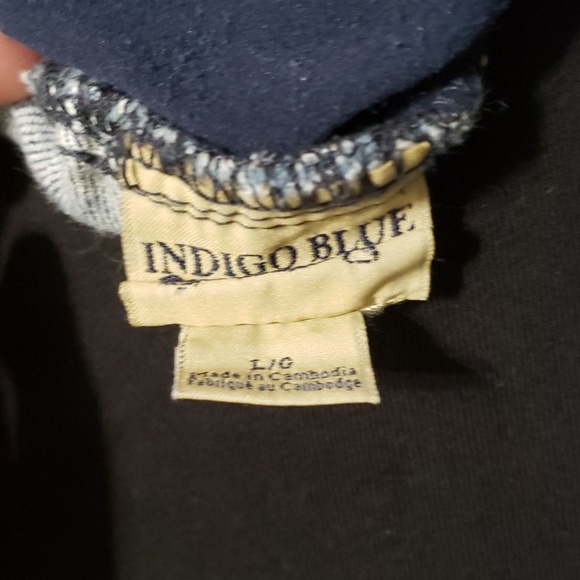 INDIGO BLUE
L/G
Made in Cambodia
Fabriqué au Cambodge